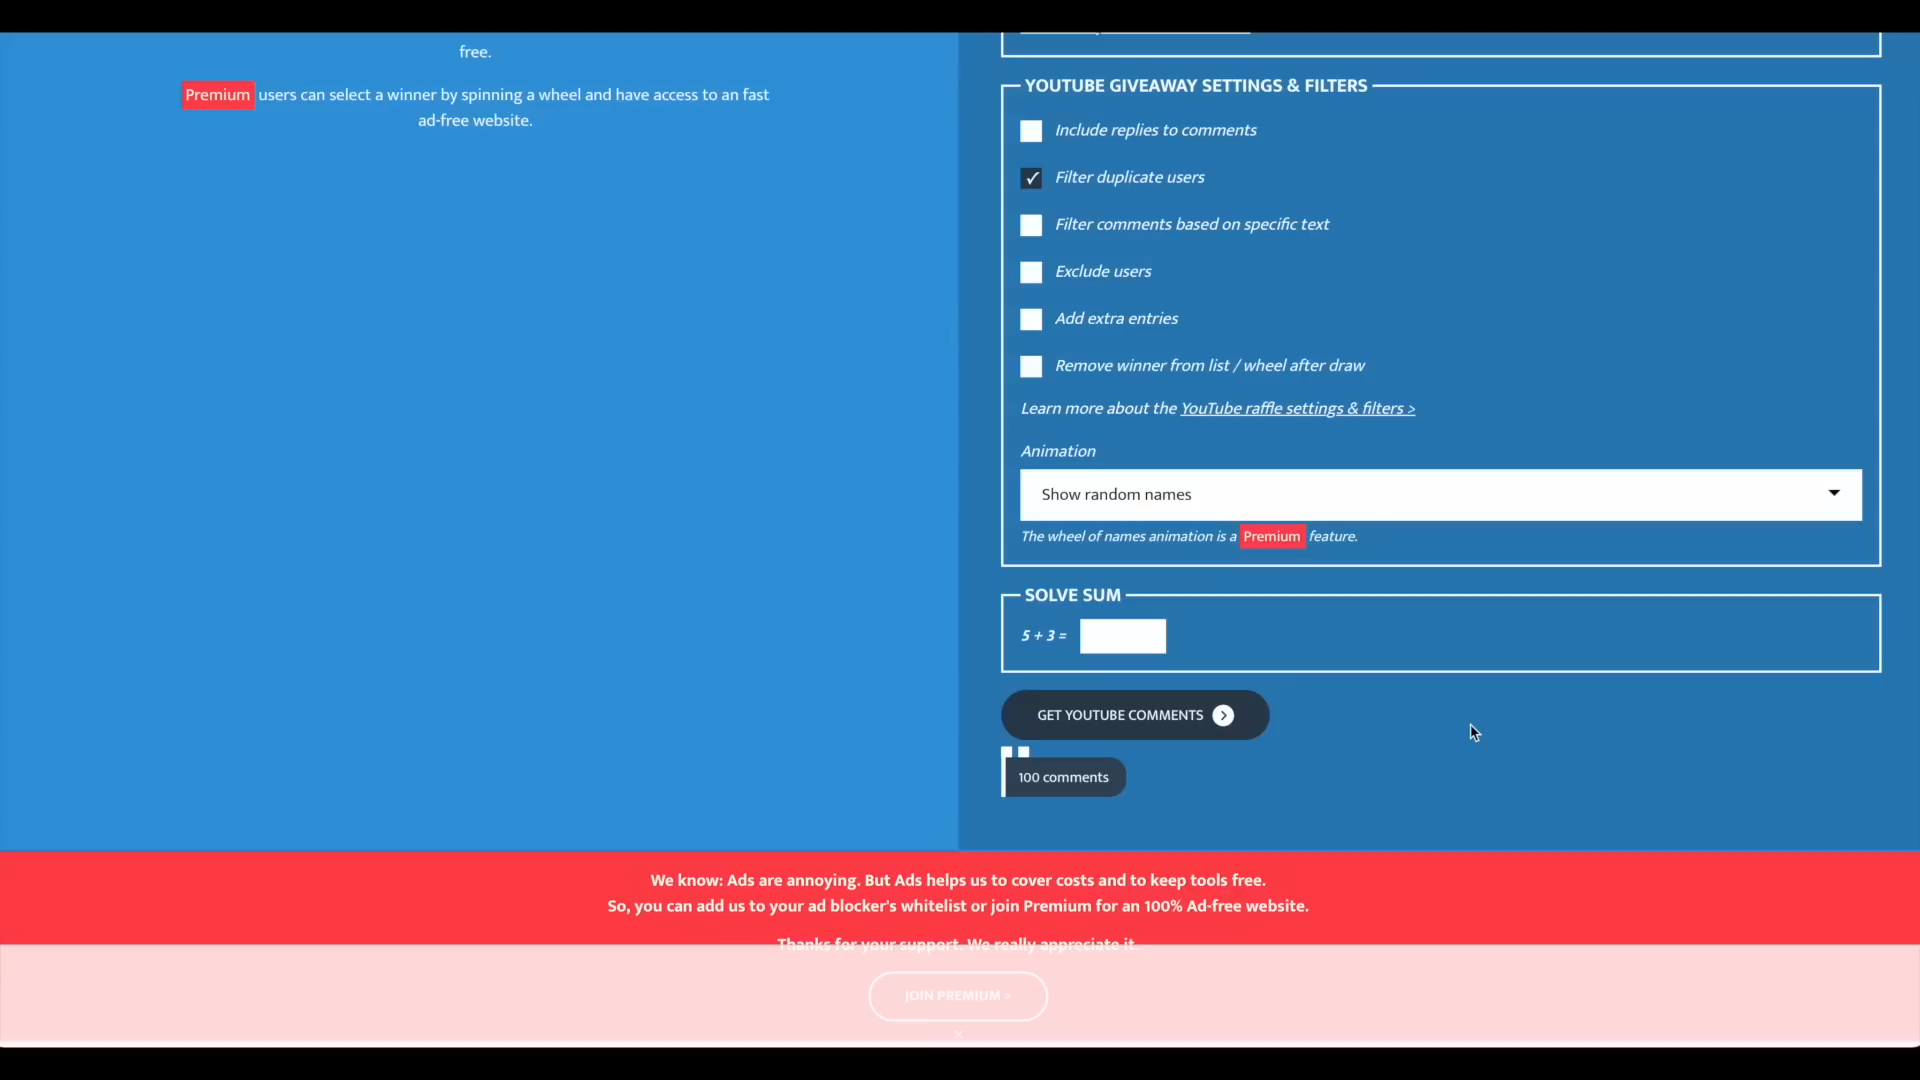 free.
Premium users can select a winner by spinning a wheel and have access to an fast
ad-free website.
YOUTUBE GIVEAWAY SETTINGS & FILTERS
Include replies to comments
Filter duplicate users
Filter comments based on specific text
Exclude users
Add extra entries
Remove winner from list / wheel after draw
Learn more about the YouTube raffle settings & filters >
Animation
Show random names
The wheel of names animation is a Premium feature.
SOLVE SUM
5 + 3 =
GET YOUTUBE COMMENTS
100 comments
We know: Ads are annoying. But Ads helps us to cover costs and to keep tools free.
So, you can add us to your ad blocker's whitelist or join Premium for an 100% Ad-free website.
Thanks for your support. We really appreciate it.
JOIN PREMIUM >